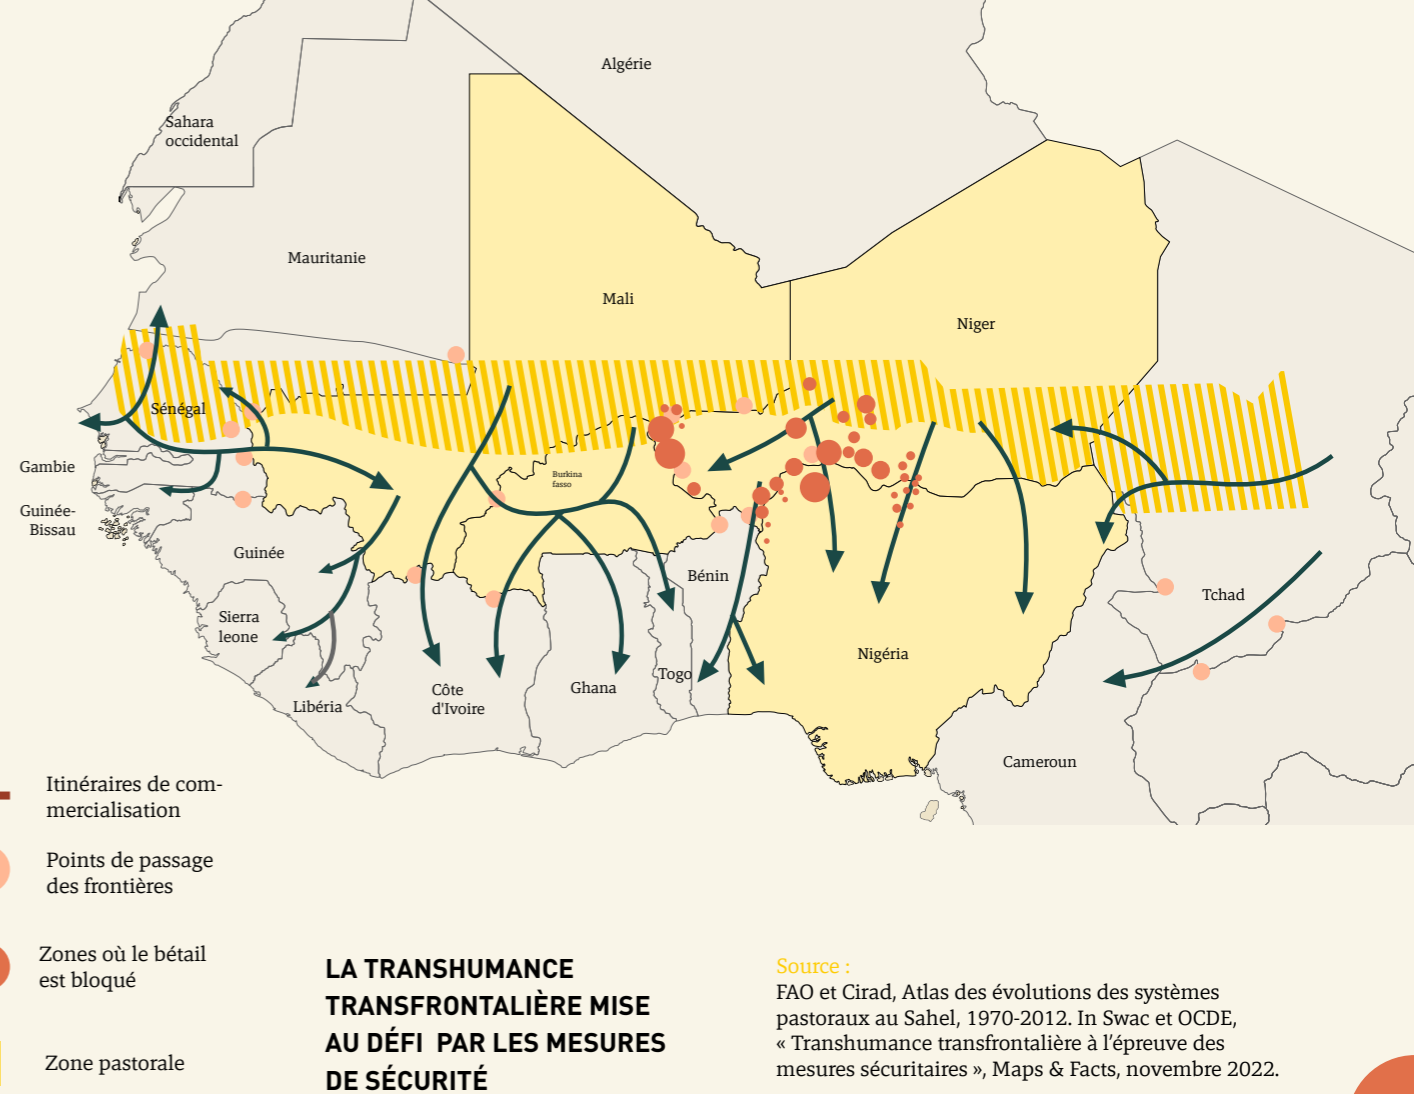 Algérie
Sahara
occidental
Mauritanie
Mali
Niger
Sénégal
Gambie
Burkina
fasso
Guinée-
Bissau
Guinée
Bénin
Tchad
Sierra
leone
Nigéria
Togo
Ghana
Côte
d'Ivoire
Libéria
Cameroun
Itinéraires de com-
mercialisation
Points de passage
des frontières
Zones où le bétail
est bloqué
Zone pastorale
LA TRANSHUMANCE
TRANSFRONTALIÈRE MISE
AU DÉFI PAR LES MESURES
DE SÉCURITÉ
Source :
FAO et Cirad, Atlas des évolutions des systèmes
pastoraux au Sahel, 1970-2012. In Swac et OCDE,
« Transhumance transfrontalière à l'épreuve des
mesures sécuritaires », Maps & Facts, novembre 2022.